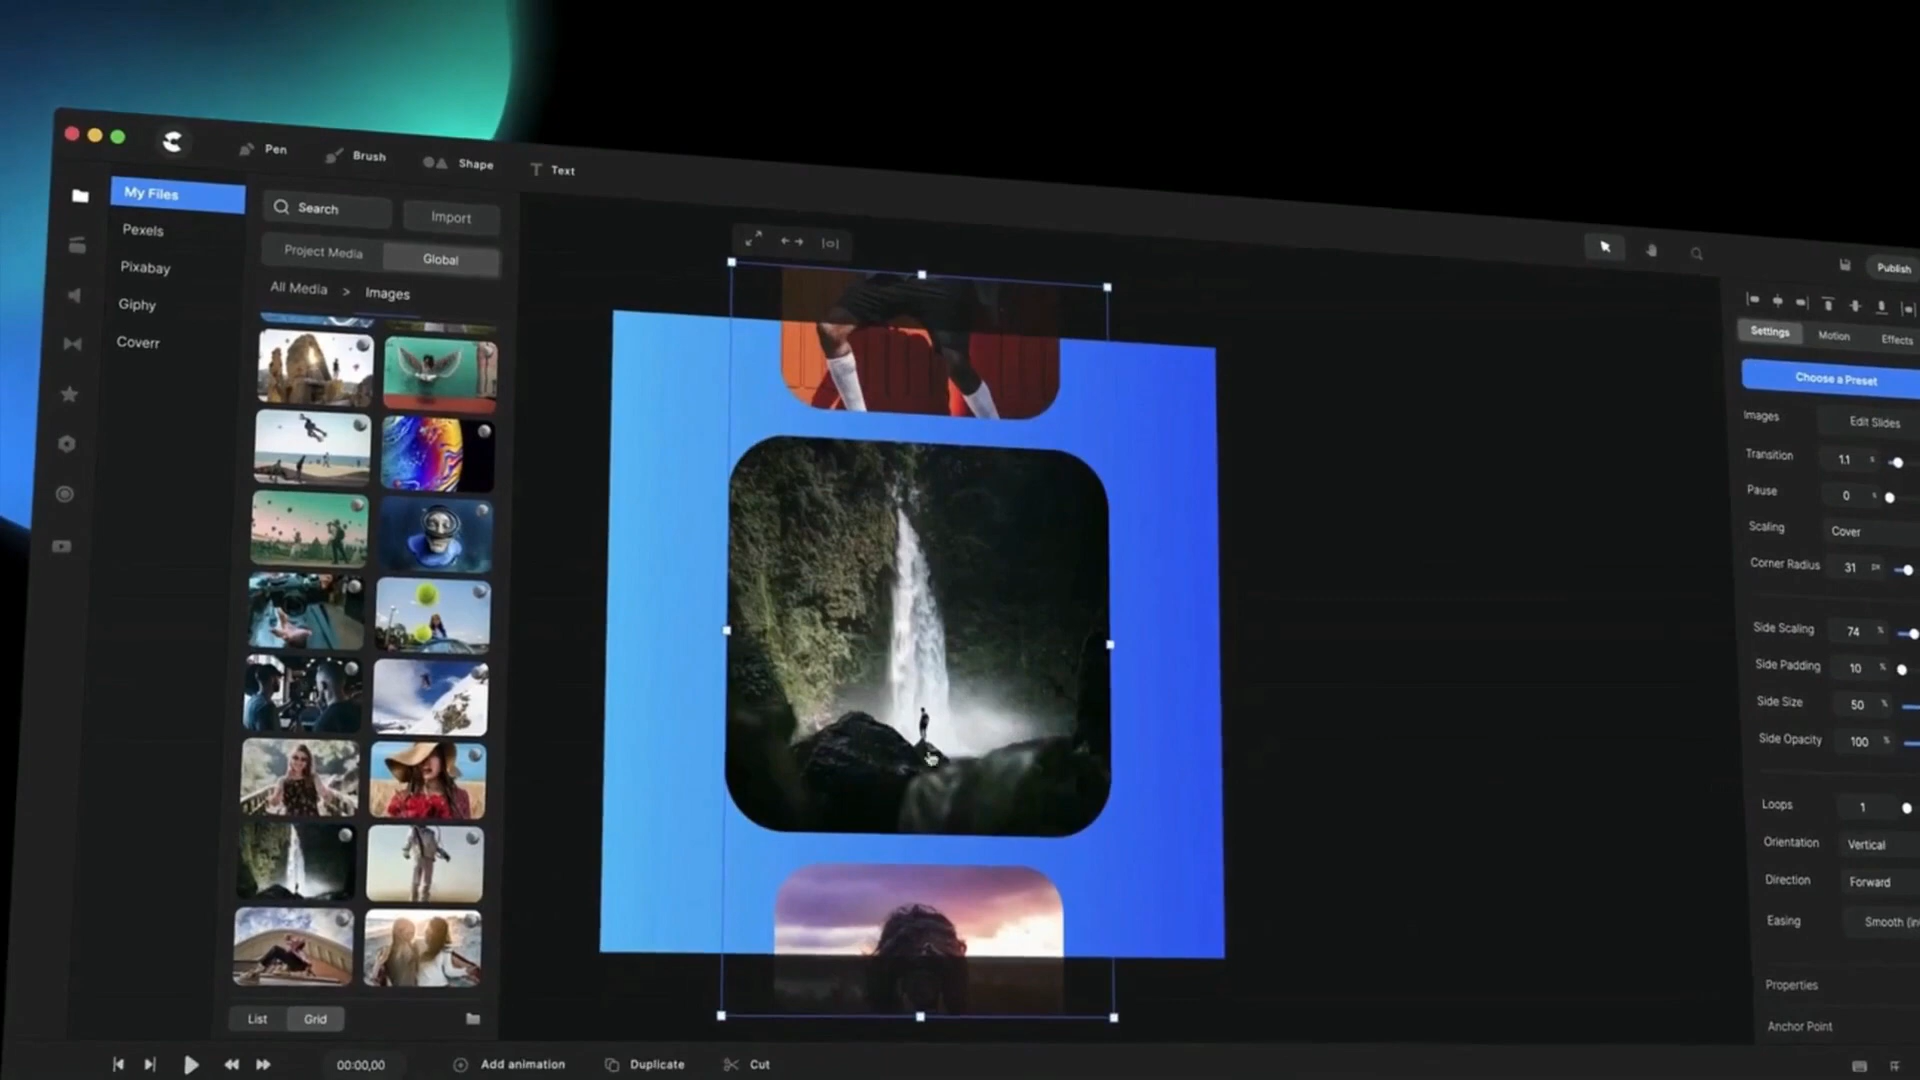 Pen
Brush
Shape
Text
My Files
Pexels
Pixabay
Giphy
Coverr
Search
Import
Project Media
Global
All Media > Images
List
Grid
00:00,00
Add animation
Duplicate
Cut
Publish
Settings
Motion
Effects
Choose a Preset
Images
Edit Slides
Transition
1.1 s
Pause
0 s
Scaling
Cover
Corner Radius
31 px
Side Scaling
74 %
Side Padding
10 %
Side Size
50 %
Side Opacity
100 %
Loops
1
Orientation
Vertical
Direction
Forward
Easing
Smooth (in
Properties
Anchor Point